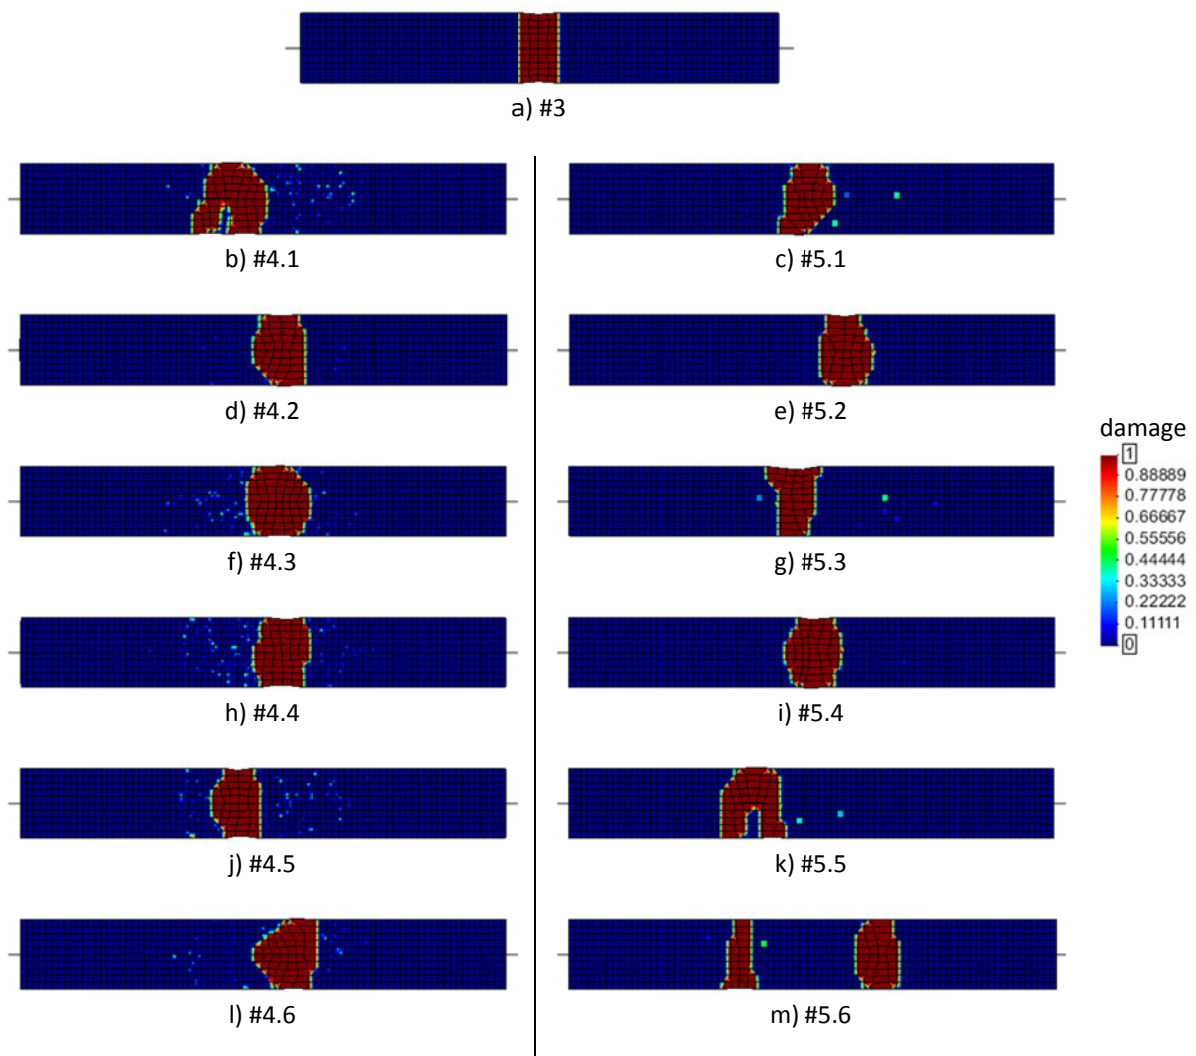 a) #3
b) #4.1
c) #5.1
d) #4.2
e) #5.2
damage
1
0.88889
0.77778
0.66667
0.55556
0.44444
0.33333
0.22222
0.11111
0
f) #4.3
g) #5.3
h) #4.4
i) #5.4
j) #4.5
k) #5.5
l) #4.6
m) #5.6